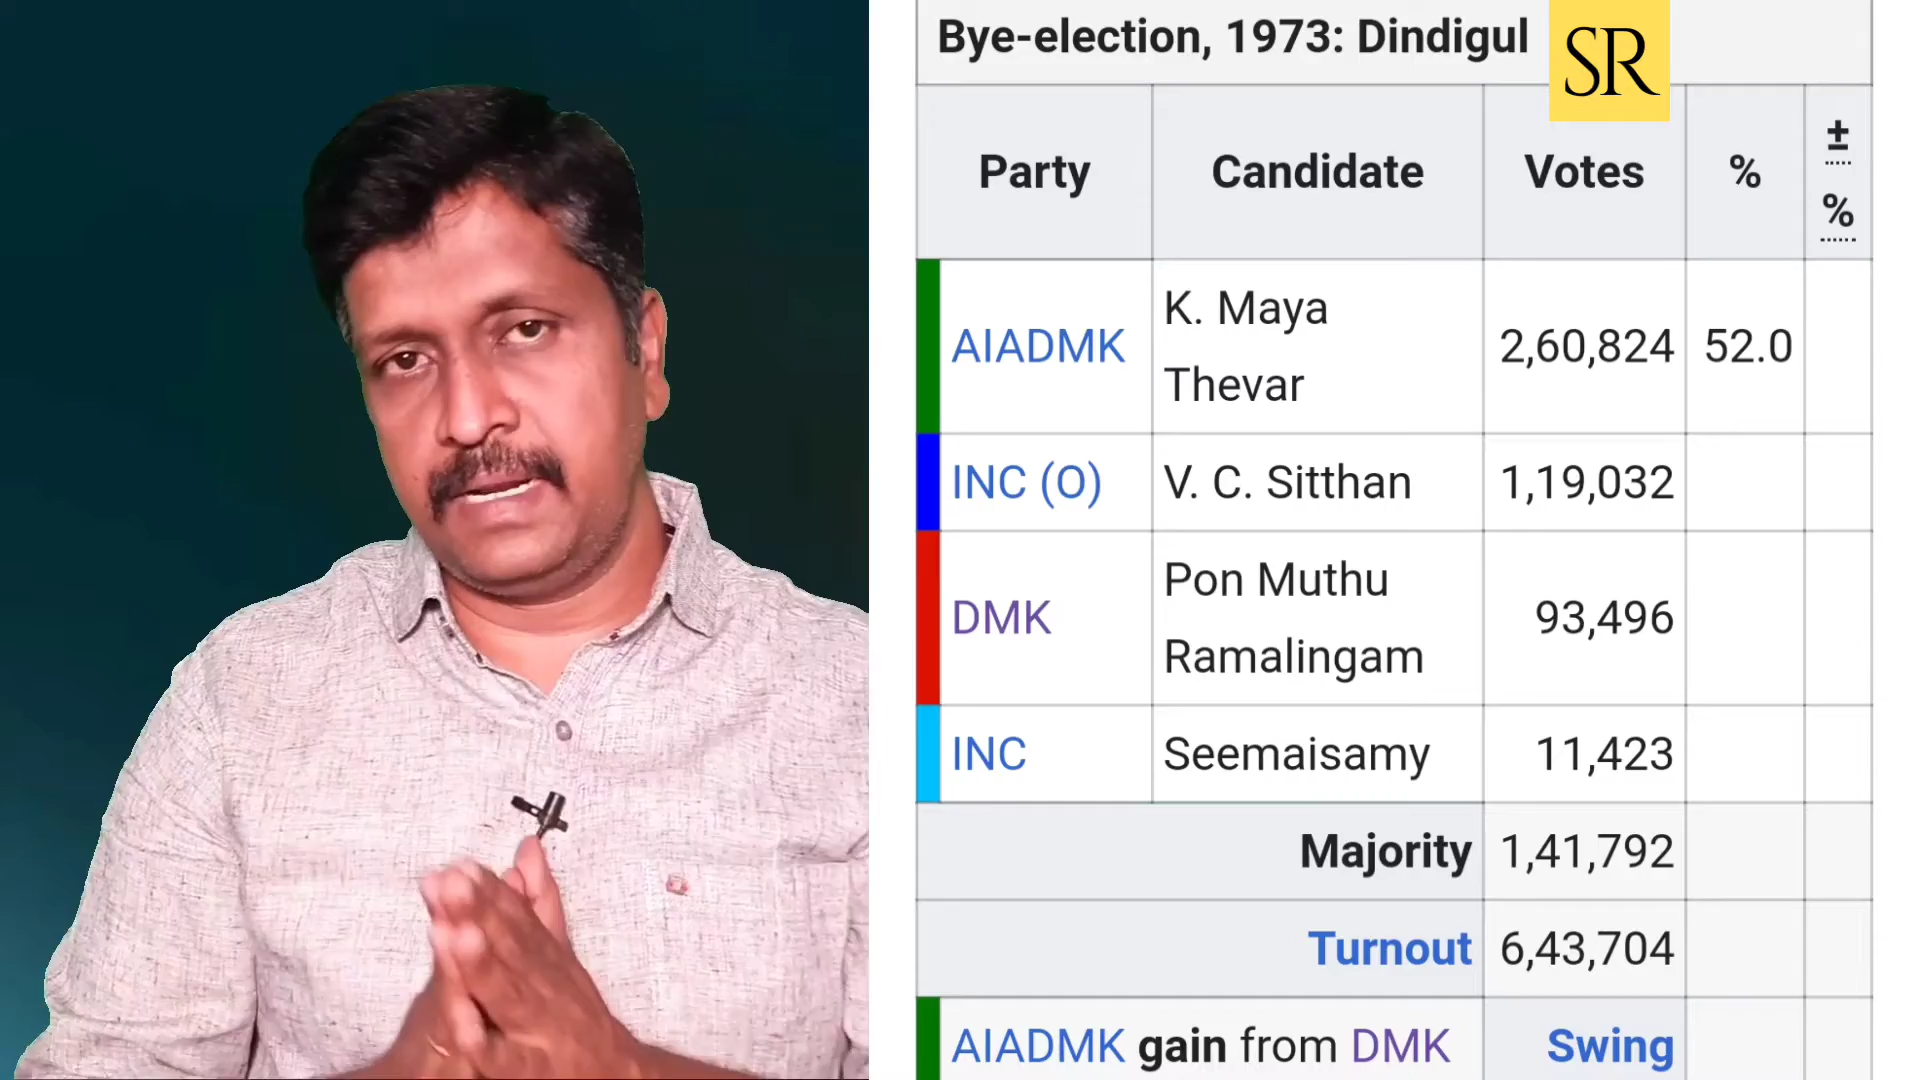 Bye-election, 1973: Dindigul
SR
Party
Candidate
Votes
%
±
%
AIADMK
K. Maya
Thevar
2,60,824
52.0
INC (O)
V. C. Sitthan
1,19,032
DMK
Pon Muthu
Ramalingam
93,496
INC
Seemaisamy
11,423
Majority
1,41,792
Turnout
6,43,704
AIADMK gain from DMK
Swing